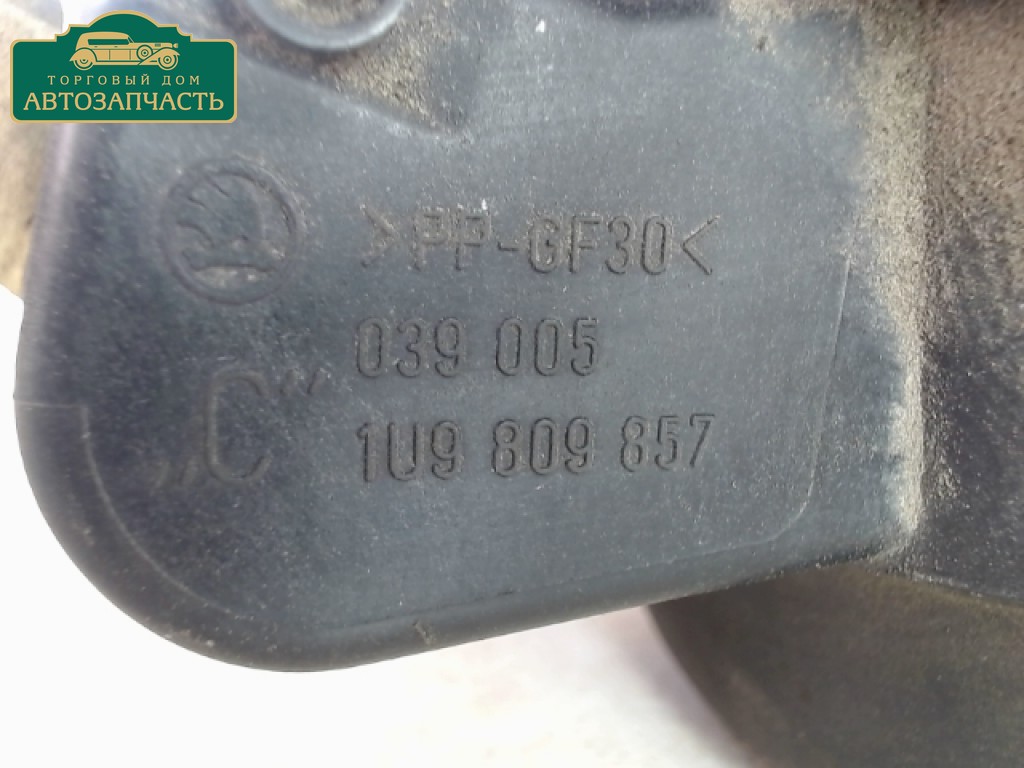 ТОРГОВЫЙ ДОМ
АВТОЗАПЧАСТЬ
>PP-GF30<
039 005
„C“
1U9 809 857